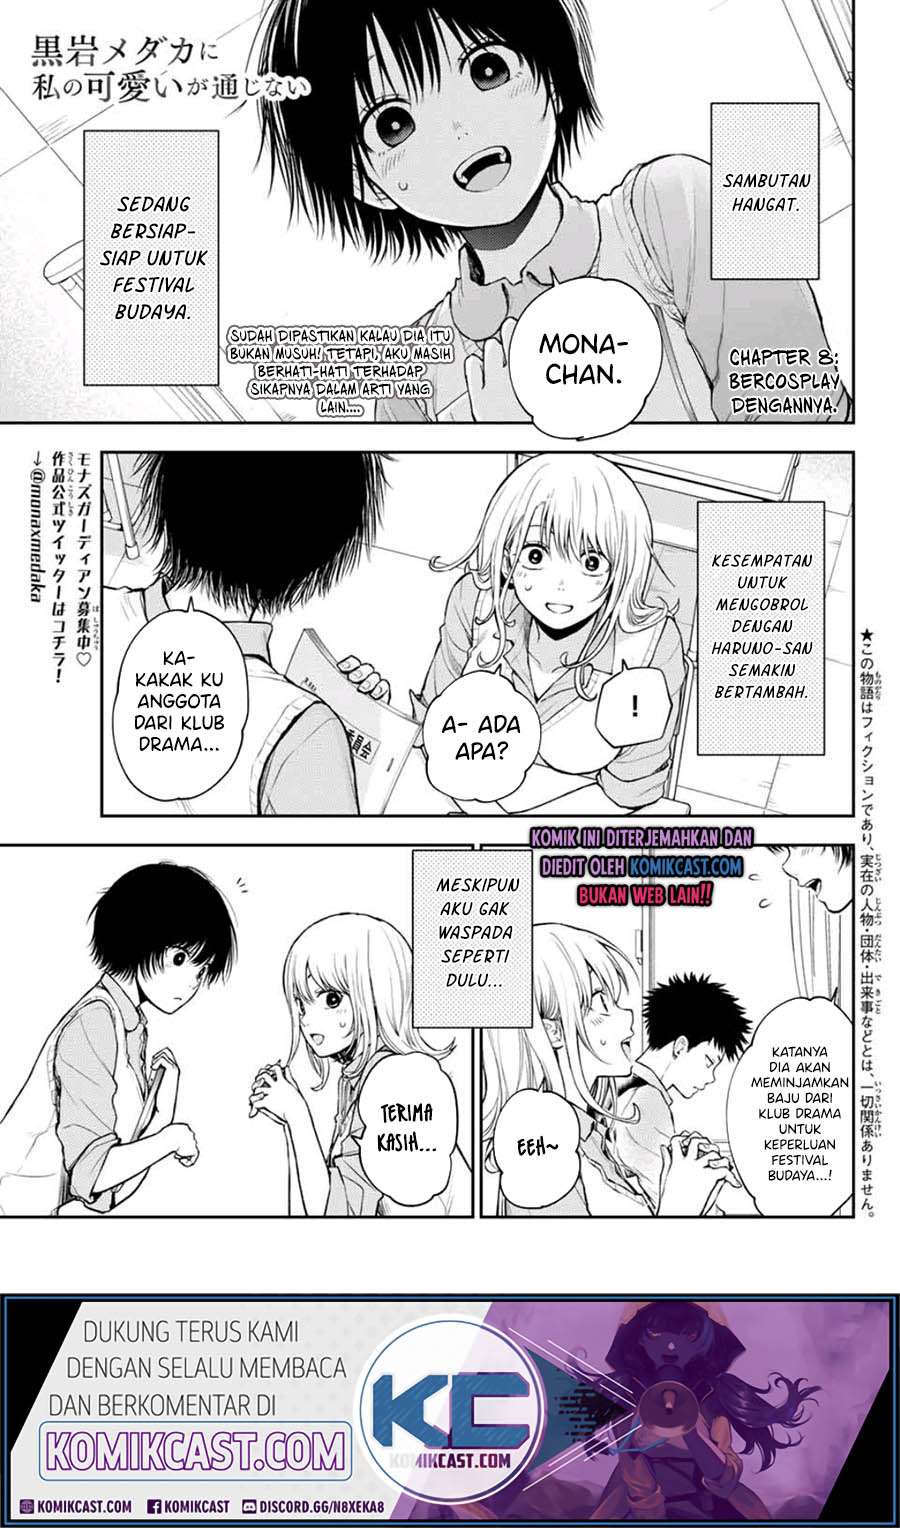 黒岩メダカに
私の可愛いが通じない
SAMBUTAN
HANGAT.
SEDANG
BERSIAP-
SIAP UNTUK
FESTIVAL
BUDAYA.
MONA-
CHAN.
CHAPTER 8:
BERCOSPLAY
DENGANNYA.
SUDAH DIPASTIKAN KALAU DIA ITU
BUKAN MUSUH! TETAPI, AKU MASIH
BERHATI-HATI TERHADAP
SIKAPNYA DALAM ARTI YANG
LAIN....
モナズガーディアン募集中♡
作品公式ツイッターはコチラ!
→@monaxmedaka
KESEMPATAN
UNTUK
MENGOBROL
DENGAN
HARUNO-SAN
SEMAKIN
BERTAMBAH.
!
A- ADA
APA?
KA-
KAKAK KU
ANGGOTA
DARI KLUB
DRAMA...
★この物語はフィクションであり、実在の人物・団体・出来事などとは、一切関係ありません。
KOMIK INI DITERJEMAHKAN DAN
DIEDIT OLEH KOMIKCAST.COM
BUKAN WEB LAIN!!
KATANYA
DIA AKAN
MEMINJAMKAN
BAJU DARI
KLUB DRAMA
UNTUK
KEPERLUAN
FESTIVAL
BUDAYA...!
EEH~
MESKIPUN
AKU GAK
WASPADA
SEPERTI
DULU...
TERIMA
KASIH...
DUKUNG TERUS KAMI
DENGAN SELALU MEMBACA
DAN BERKOMENTAR DI
KOMIKCAST.COM
KC
KOMIKCAST.COM
KOMIKCAST.COM
KOMIKCAST
DISCORD.GG/N8XEKA8